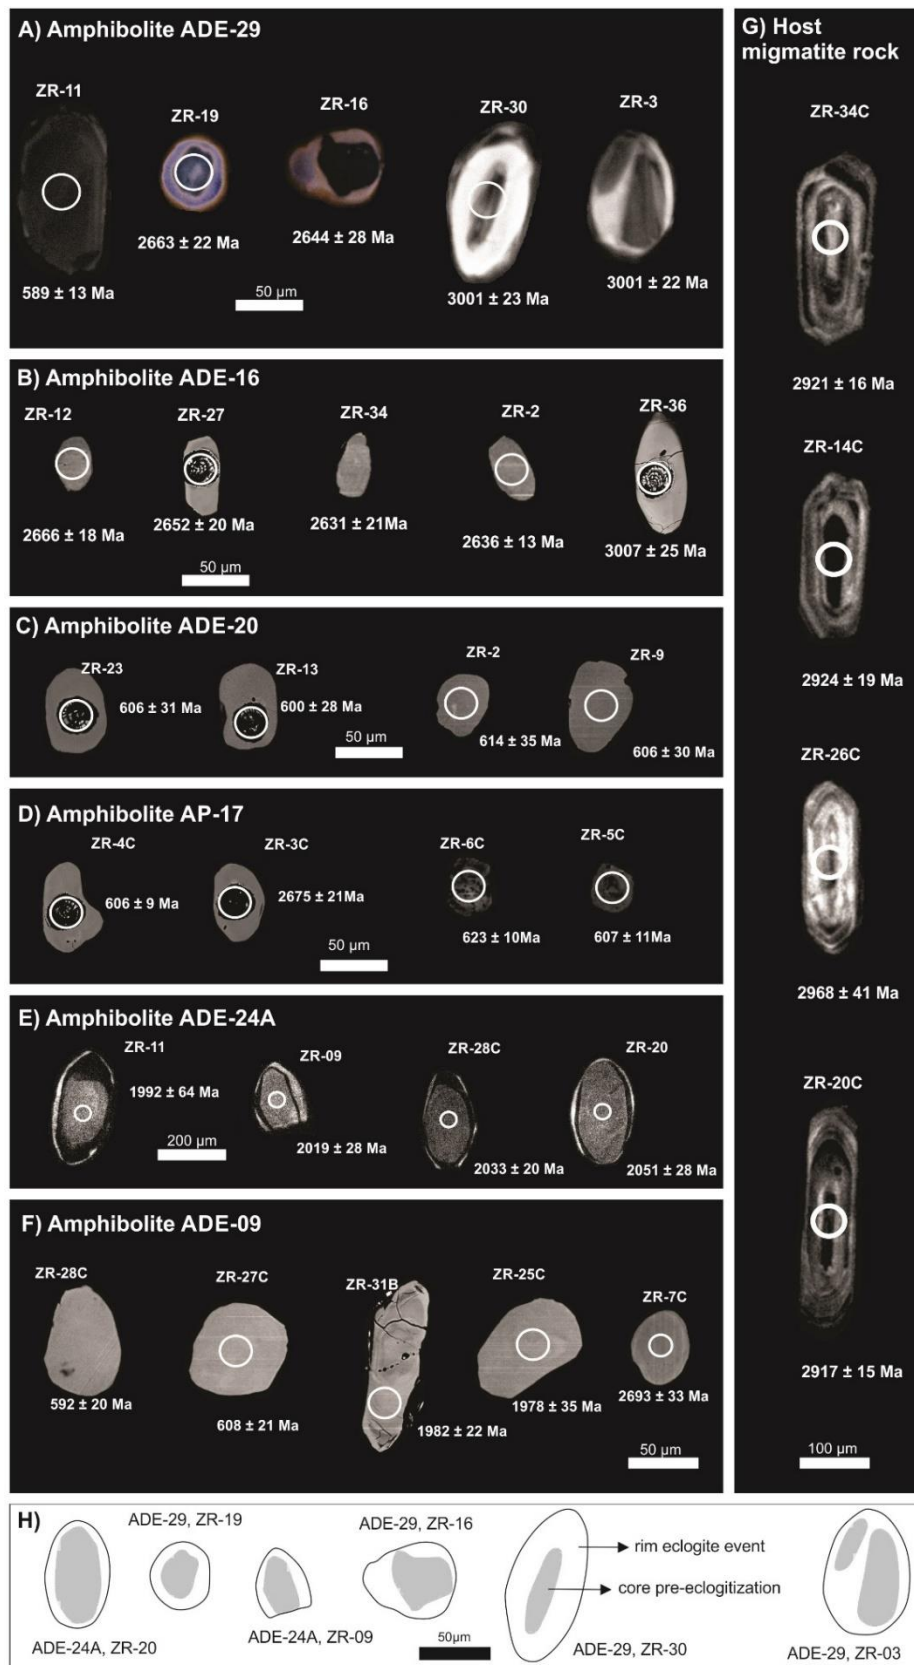 A) Amphibolite ADE-29
ZR-11
ZR-19
ZR-16
ZR-30
ZR-3
589 ± 13 Ma
2663 ± 22 Ma
2644 ± 28 Ma
3001 ± 23 Ma
3001 ± 22 Ma
50 µm
B) Amphibolite ADE-16
ZR-12
ZR-27
ZR-34
ZR-2
ZR-36
2666 ± 18 Ma
2652 ± 20 Ma
2631 ± 21Ma
2636 ± 13 Ma
3007 ± 25 Ma
50 µm
C) Amphibolite ADE-20
ZR-23
ZR-13
ZR-2
ZR-9
606 ± 31 Ma
600 ± 28 Ma
614 ± 35 Ma
606 ± 30 Ma
50 µm
D) Amphibolite AP-17
ZR-4C
ZR-3C
ZR-6C
ZR-5C
606 ± 9 Ma
2675 ± 21Ma
623 ± 10Ma
607 ± 11Ma
50 µm
E) Amphibolite ADE-24A
ZR-11
ZR-09
ZR-28C
ZR-20
1992 ± 64 Ma
2019 ± 28 Ma
2033 ± 20 Ma
2051 ± 28 Ma
200 µm
F) Amphibolite ADE-09
ZR-28C
ZR-27C
ZR-31B
ZR-25C
ZR-7C
592 ± 20 Ma
608 ± 21 Ma
1982 ± 22 Ma
1978 ± 35 Ma
2693 ± 33 Ma
50 µm
G) Host
migmatite rock
ZR-34C
2921 ± 16 Ma
ZR-14C
2924 ± 19 Ma
ZR-26C
2968 ± 41 Ma
ZR-20C
2917 ± 15 Ma
100 µm
H)
ADE-29, ZR-19
ADE-29, ZR-16
rim eclogite event
core pre-eclogitization
ADE-24A, ZR-20
ADE-24A, ZR-09
50µm
ADE-29, ZR-30
ADE-29, ZR-03